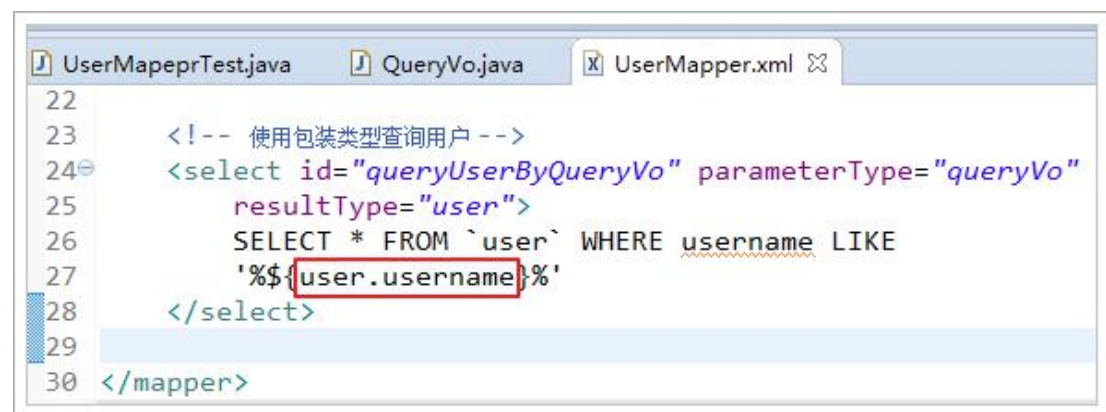 UserMapeprTest.java QueryVo.java UserMapper.xml
22
23 <!-- 使用包装类型查询用户 -->
24 <select id="queryUserByQueryVo" parameterType="queryVo"
25 resultType="user">
26 SELECT * FROM `user` WHERE username LIKE
27 '%${user.username}%'
28 </select>
29
30 </mapper>